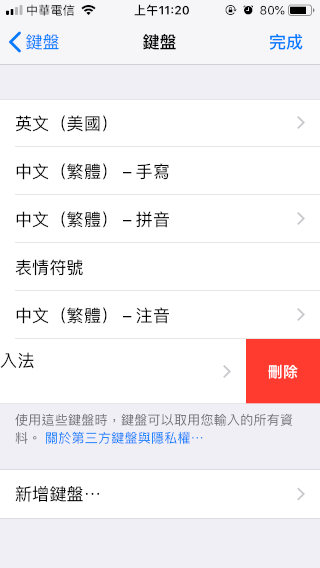 中華電信 上午11:20 80%
鍵盤 鍵盤 完成
英文（美國）
中文（繁體）– 手寫
中文（繁體）– 拼音
表情符號
中文（繁體）– 注音
入法 刪除
使用這些鍵盤時，鍵盤可以取用您輸入的所有資
料。關於第三方鍵盤與隱私權⋯
新增鍵盤⋯